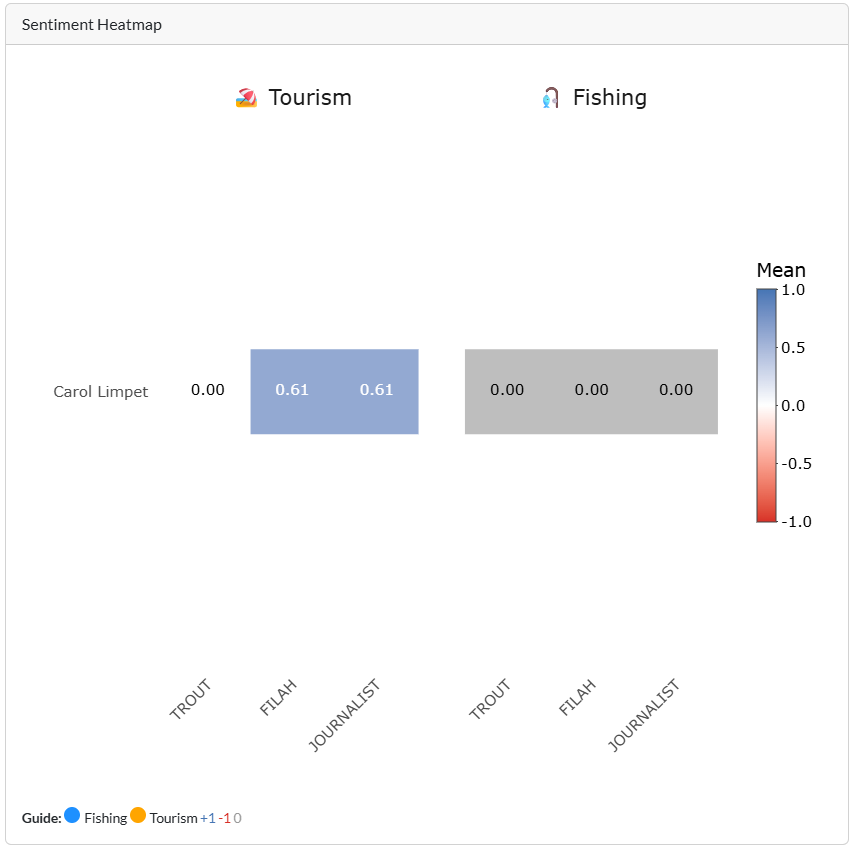 Sentiment Heatmap
Tourism
Fishing
Mean
1.0
0.5
0.0
-0.5
-1.0
Carol Limpet 0.00 0.61 0.61 0.00 0.00 0.00
TROUT FILAH JOURNALIST TROUT FILAH JOURNALIST
Guide: Fishing Tourism +1 -1 0